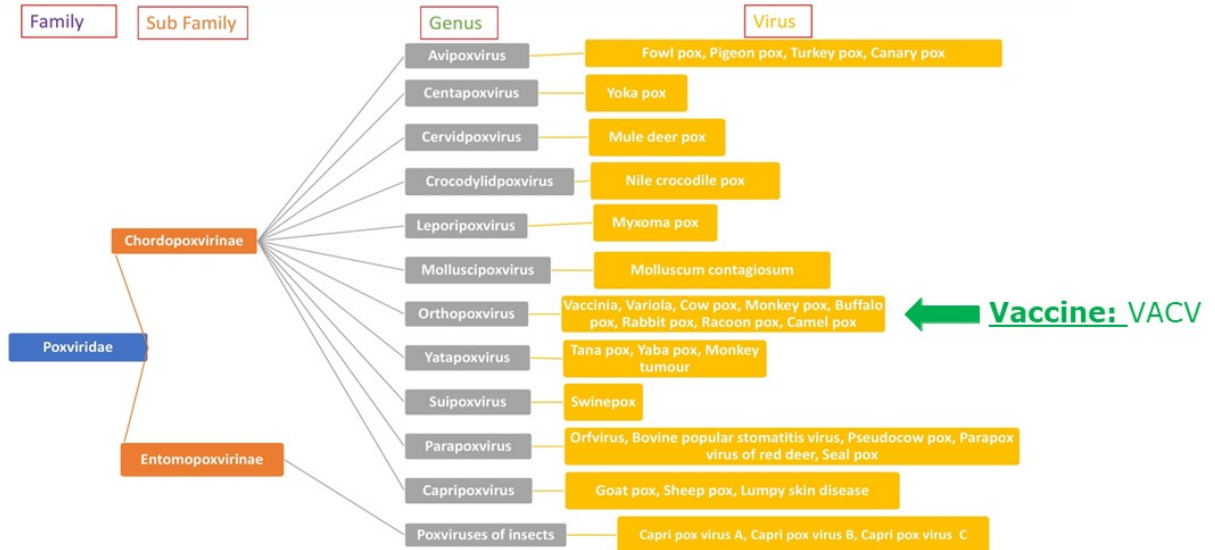 Family
Sub Family
Genus
Virus
Avipoxvirus
Fowl pox, Pigeon pox, Turkey pox, Canary pox
Centapoxvirus
Yoka pox
Cervidpoxvirus
Mule deer pox
Crocodylidpoxvirus
Nile crocodile pox
Leporipoxvirus
Myxoma pox
Chordopoxvirinae
Molluscipoxvirus
Molluscum contagiosum
Orthopoxvirus
Vaccinia, Variola, Cow pox, Monkey pox, Buffalo
pox, Rabbit pox, Racoon pox, Camel pox
Vaccine: VACV
Poxviridae
Yatapoxvirus
Tana pox, Yaba pox, Monkey
tumour
Suipoxvirus
Swinepox
Parapoxvirus
Orfvirus, Bovine popular stomatitis virus, Pseudocow pox, Parapox
virus of red deer, Seal pox
Entomopoxvirinae
Capripoxvirus
Goat pox, Sheep pox, Lumpy skin disease
Poxviruses of insects
Capri pox virus A, Capri pox virus B, Capri pox virus C